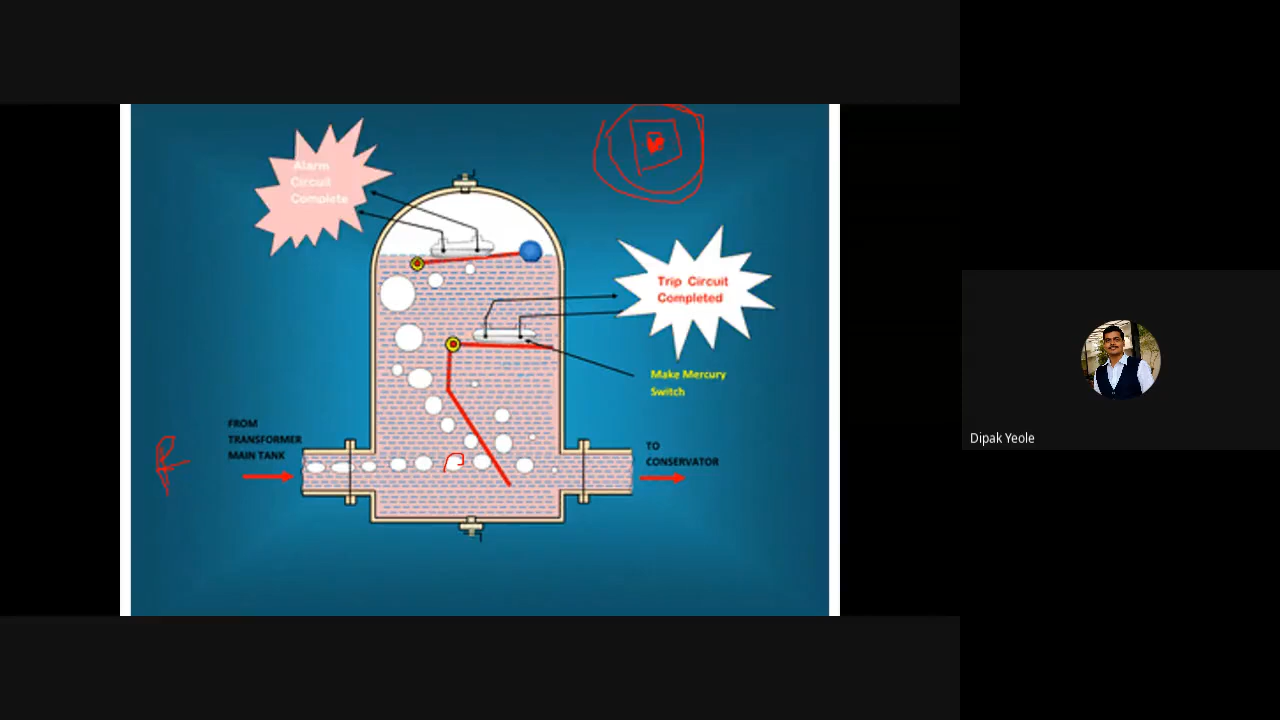 Alarm
Circuit
Complete
Trip Circuit
Completed
Make Mercury
Switch
FROM
TRANSFORMER
MAIN TANK
TO
CONSERVATOR
Dipak Yeole